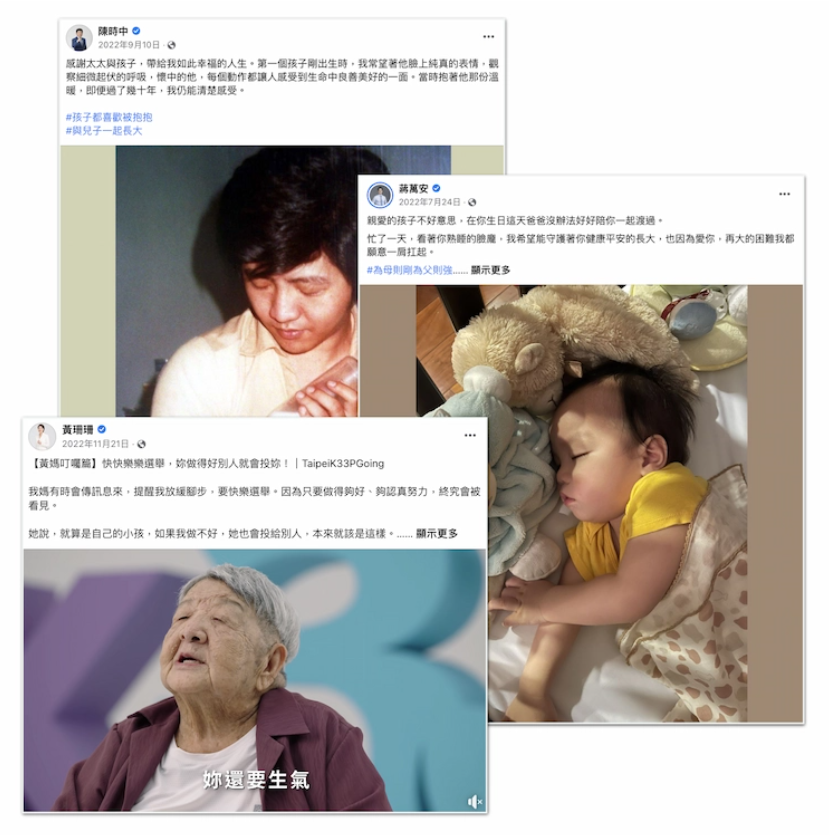 陳時中
2022年9月10日 ·
感謝太太與孩子，帶給我如此幸福的人生。第一個孩子剛出生時，我常望著他臉上純真的表情，觀
察細微起伏的呼吸，懷中的他，每個動作都讓人感受到生命中良善美好的一面。當時抱著他那份溫
暖，即便過了幾十年，我仍能清楚感受。
#孩子都喜歡被抱抱
#與兒子一起長大
蔣萬安
2022年7月24日 ·
親愛的孩子不好意思，在你生日這天爸爸沒辦法好好陪你一起渡過。
忙了一天，看著你熟睡的臉龐，我希望能守護著你健康平安的長大，也因為愛你，再大的困難我都
願意一肩扛起。
#為母則剛為父則強...... 顯示更多
黃珊珊
2022年11月21日 ·
【黃媽叮囑篇】快快樂樂選舉，妳做得好別人就會投妳！｜TaipeiK33PGoing
我媽有時會傳訊息來，提醒我放緩腳步，要快樂選舉。因為只要做得夠好、夠認真努力，終究會被
看見。
她說，就算是自己的小孩，如果我做不好，她也會投給別人，本來就該是這樣。...... 顯示更多
妳還要生氣